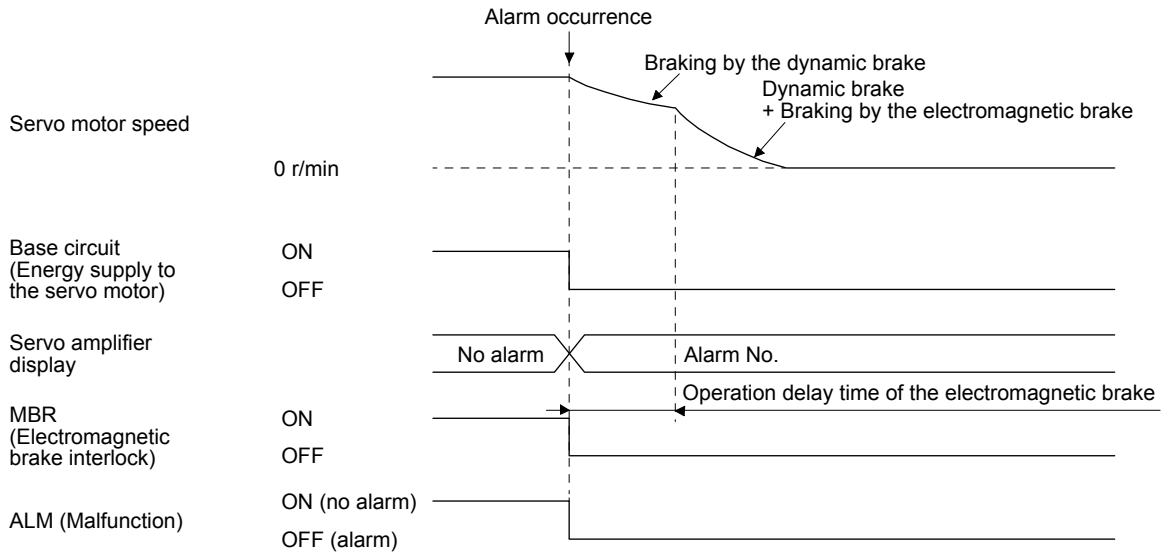 Alarm occurrence
Braking by the dynamic brake
Dynamic brake
+ Braking by the electromagnetic brake
Servo motor speed
0 r/min
Base circuit
(Energy supply to
the servo motor)
ON
OFF
Servo amplifier
display
No alarm
Alarm No.
Operation delay time of the electromagnetic brake
MBR
(Electromagnetic
brake interlock)
ON
OFF
ALM (Malfunction)
ON (no alarm)
OFF (alarm)